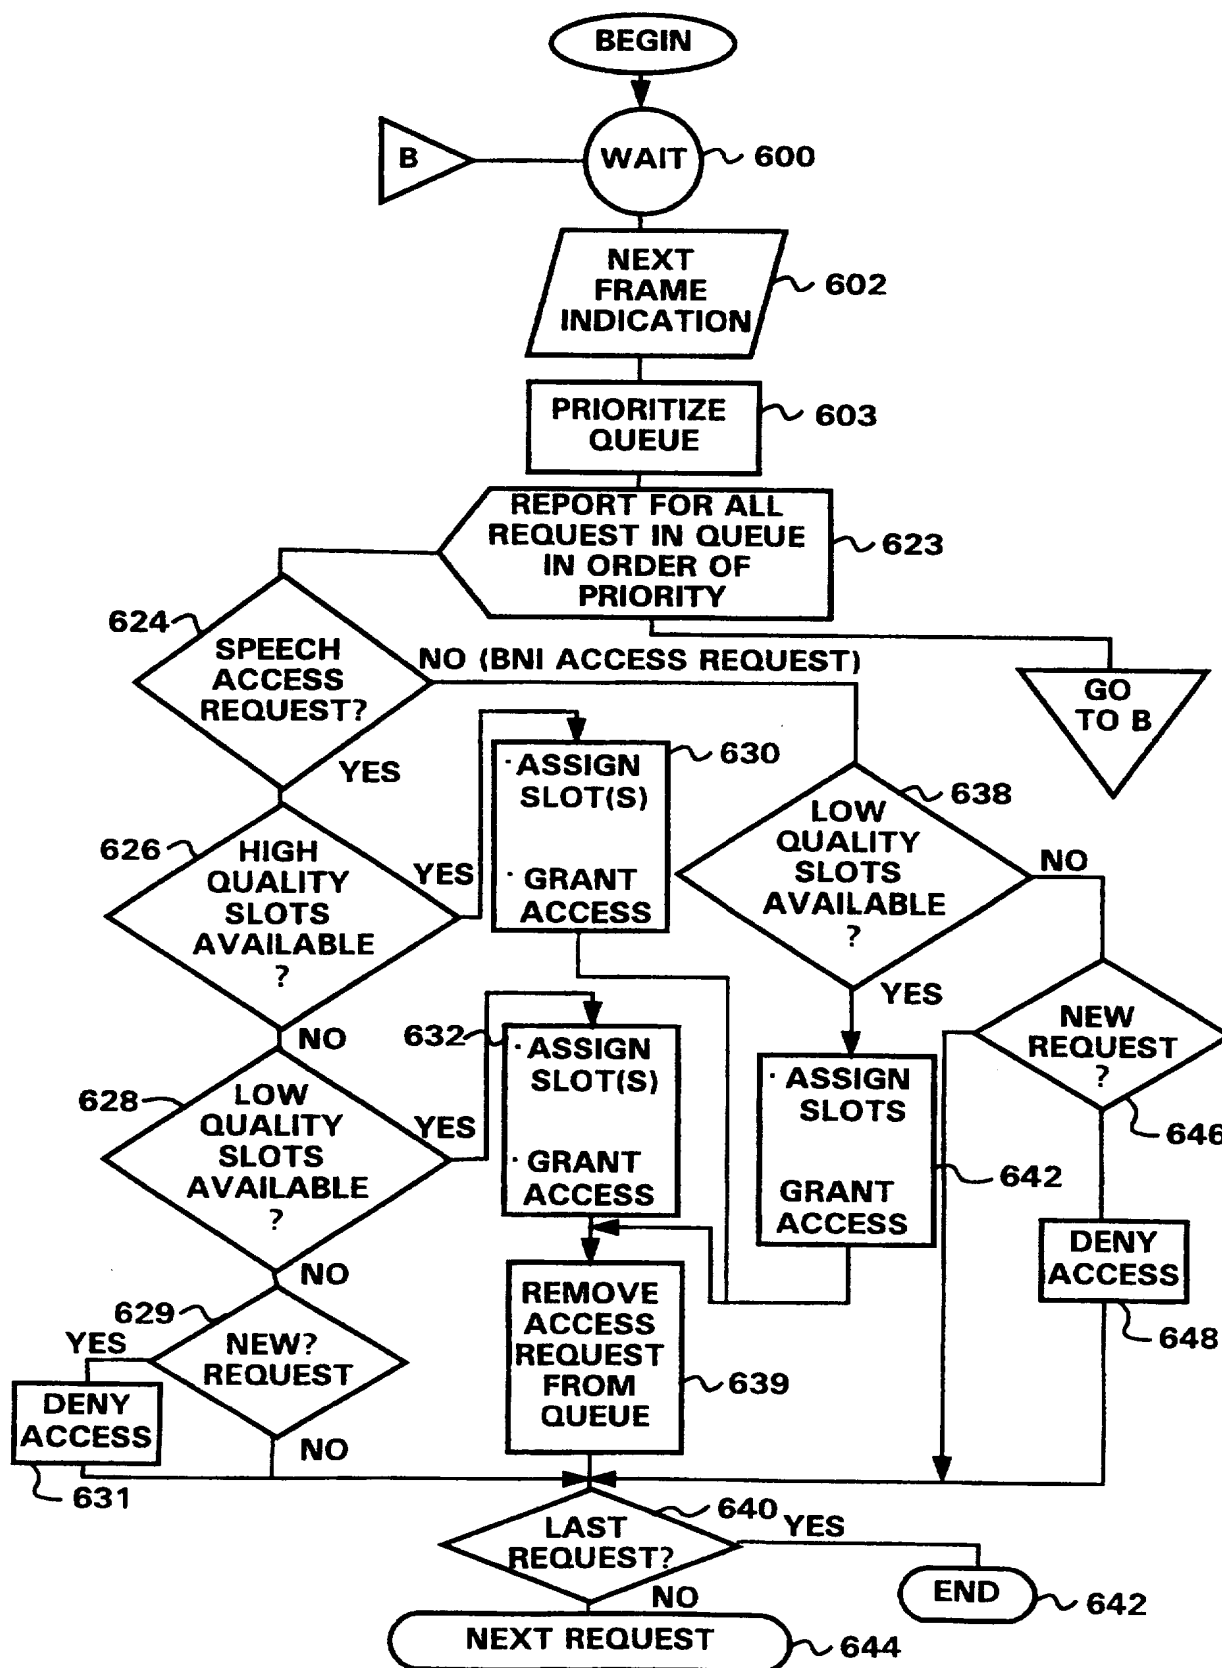 BEGIN
B
WAIT
600
NEXT
FRAME
INDICATION
602
PRIORITIZE
QUEUE
603
REPORT FOR ALL
REQUEST IN QUEUE
IN ORDER OF
PRIORITY
623
GO
TO B
624
SPEECH
ACCESS
REQUEST?
NO (BNI ACCESS REQUEST)
YES
626
HIGH
QUALITY
SLOTS
AVAILABLE
?
YES
NO
· ASSIGN
SLOT(S)
· GRANT
ACCESS
630
638
LOW
QUALITY
SLOTS
AVAILABLE
?
NO
YES
628
LOW
QUALITY
SLOTS
AVAILABLE
?
YES
NO
632
· ASSIGN
SLOT(S)
· GRANT
ACCESS
· ASSIGN
SLOTS
GRANT
ACCESS
642
NEW
REQUEST
?
646
DENY
ACCESS
648
629
NEW?
REQUEST
YES
NO
DENY
ACCESS
631
REMOVE
ACCESS
REQUEST
FROM
QUEUE
639
640
LAST
REQUEST?
YES
NO
END
642
NEXT REQUEST
644